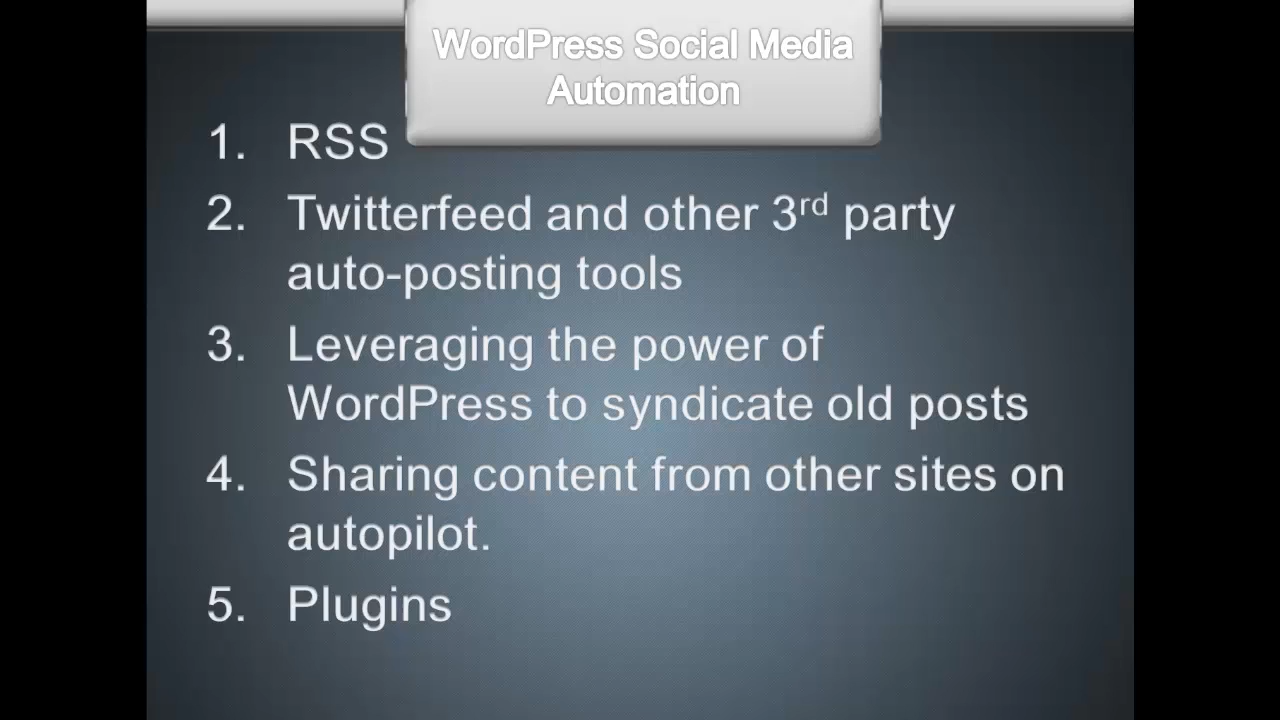 WordPress Social Media
Automation
1. RSS
2. Twitterfeed and other 3rd party
auto-posting tools
3. Leveraging the power of
WordPress to syndicate old posts
4. Sharing content from other sites on
autopilot.
5. Plugins